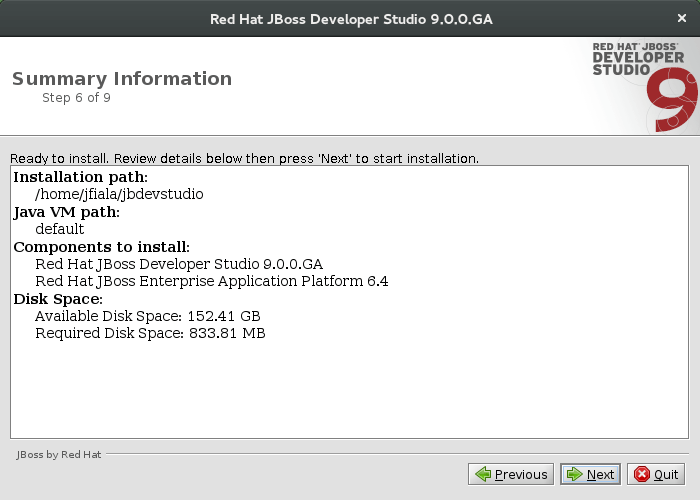 Red Hat JBoss Developer Studio 9.0.0.GA
×
RED HAT® JBOSS®
DEVELOPER
STUDIO
9
Summary Information
Step 6 of 9
Ready to install. Review details below then press 'Next' to start installation.
Installation path:
/home/jfiala/jbdevstudio
Java VM path:
default
Components to install:
Red Hat JBoss Developer Studio 9.0.0.GA
Red Hat JBoss Enterprise Application Platform 6.4
Disk Space:
Available Disk Space: 152.41 GB
Required Disk Space: 833.81 MB
JBoss by Red Hat
Previous
Next
Quit